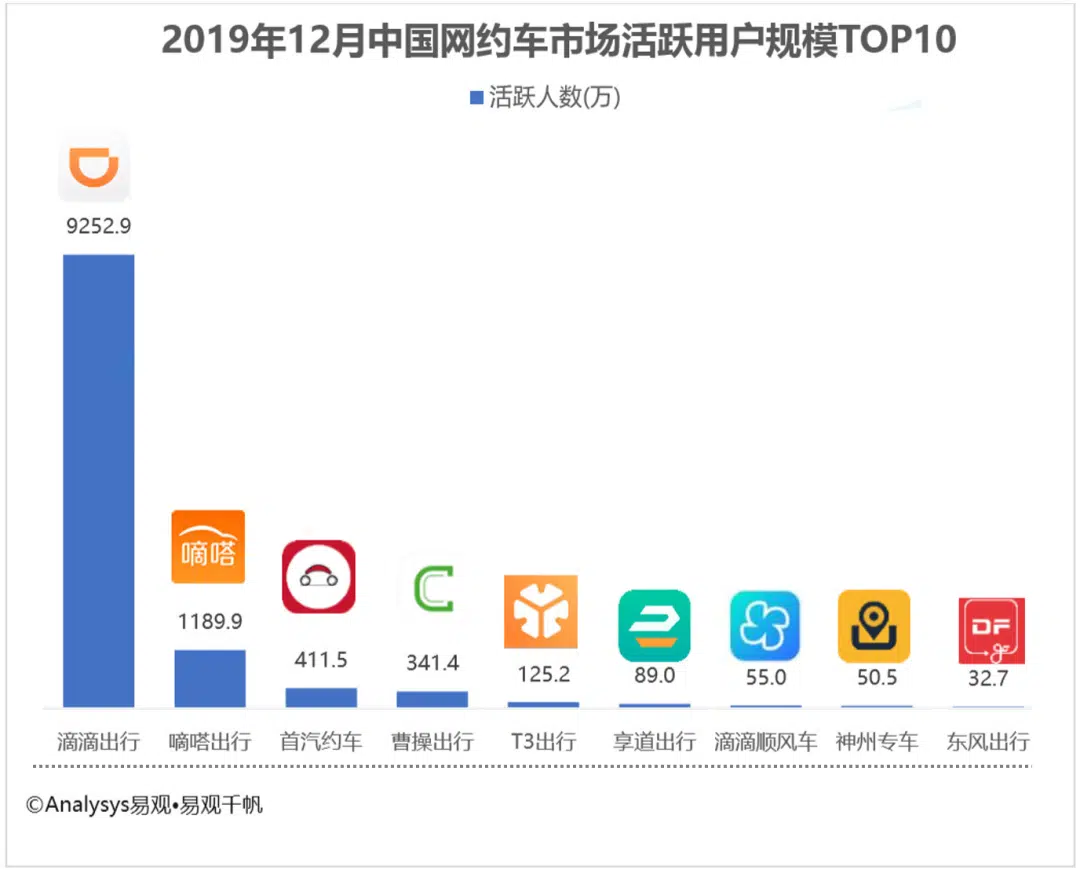 2019年12月中国网约车市场活跃用户规模TOP10
活跃人数(万)
9252.9
嘀嗒
1189.9
411.5
341.4
125.2
89.0
55.0
50.5
DF
32.7
滴滴出行 嘀嗒出行 首汽约车 曹操出行 T3出行 享道出行 滴滴顺风车 神州专车 东风出行
©Analysys易观•易观千帆